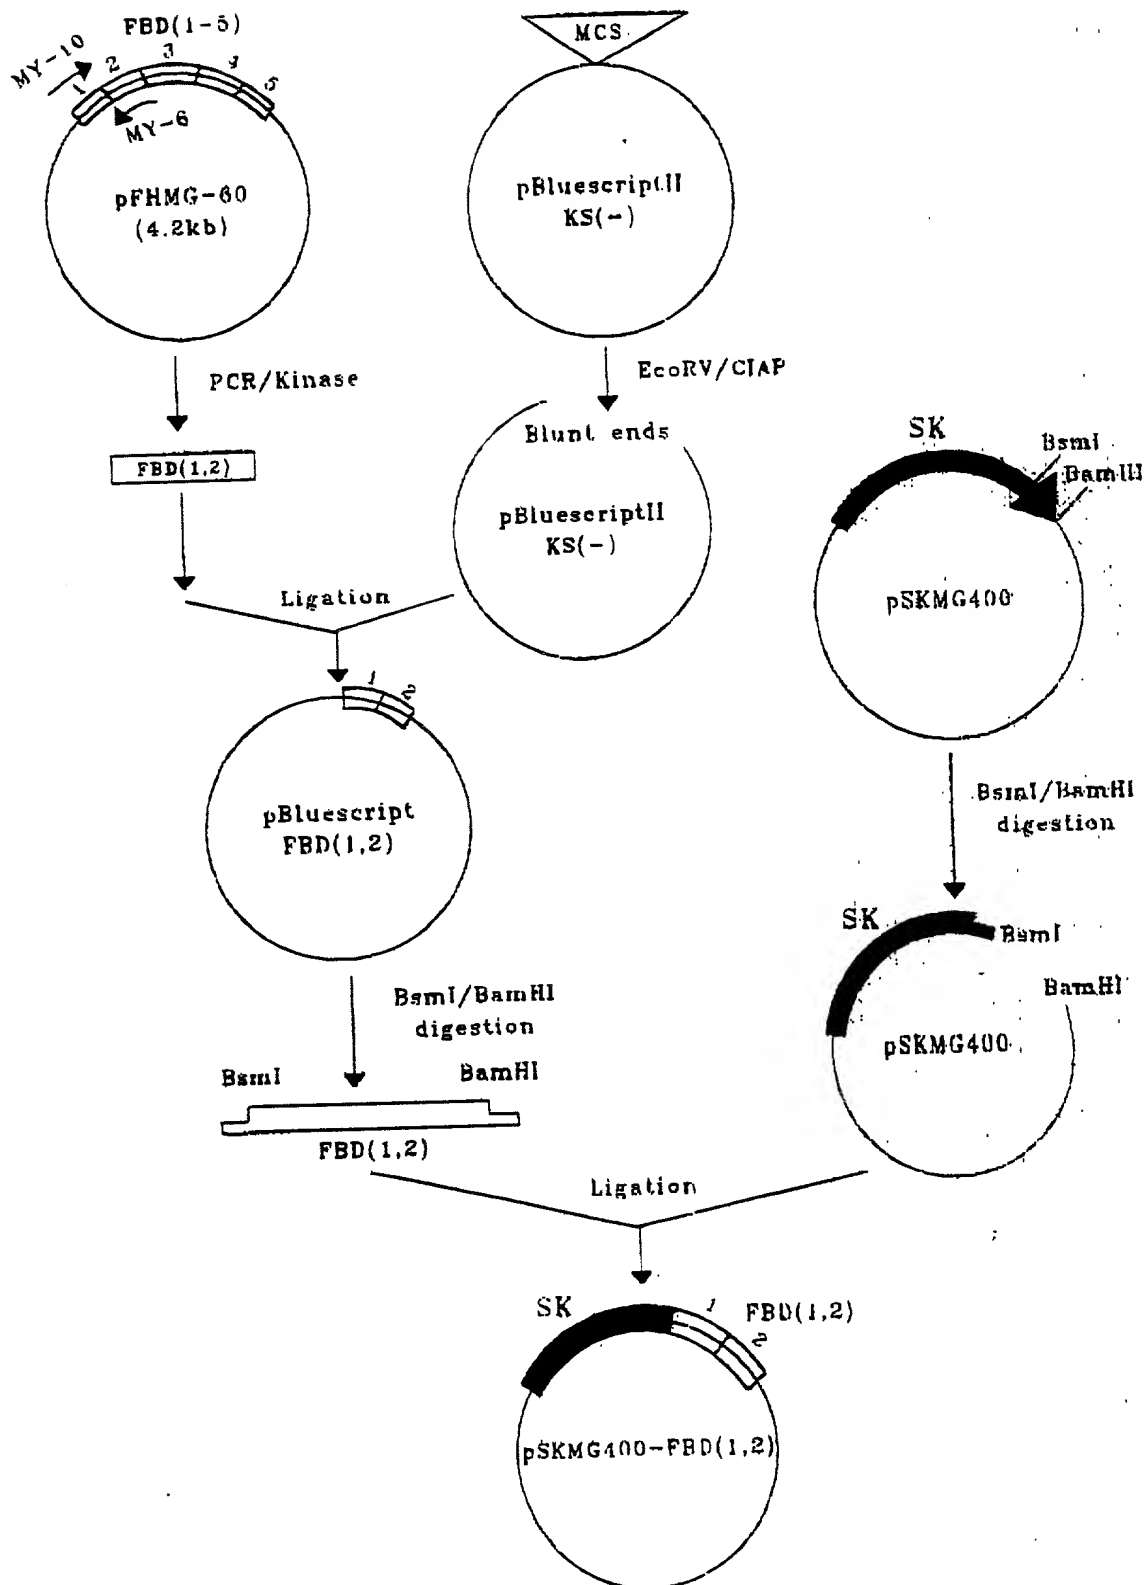 FBD(1-5)
MY-10
1
2
3
4
5
MY-6
pFHMG-60
(4.2kb)
MCS
pBluescriptII
KS(-)
PCR/Kinase
EcoRV/CIAP
FBD(1,2)
Blunt ends
pBluescriptII
KS(-)
SK
BsmI
BamHI
pSKMG400
Ligation
1
2
pBluescript
FBD(1,2)
BsmI/BamHI
digestion
SK
BsmI
BamHI
pSKMG400
BsmI/BamHI
digestion
BsmI
BamHI
FBD(1,2)
Ligation
SK
1
2
FBD(1,2)
pSKMG400-FBD(1,2)